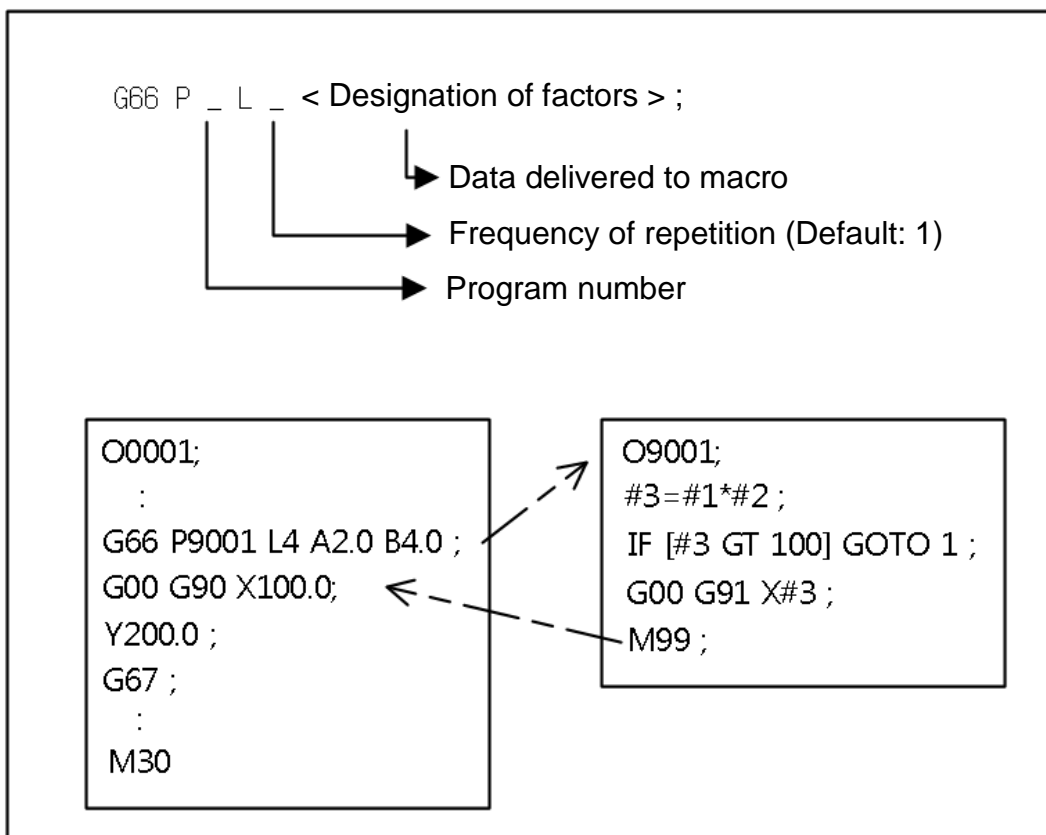 G66 P _ L _ < Designation of factors > ;
Data delivered to macro
Frequency of repetition (Default: 1)
Program number
O0001;
:
G66 P9001 L4 A2.0 B4.0 ;
G00 G90 X100.0;
Y200.0 ;
G67 ;
:
M30
O9001;
#3=#1*#2 ;
IF [#3 GT 100] GOTO 1 ;
G00 G91 X#3 ;
M99 ;